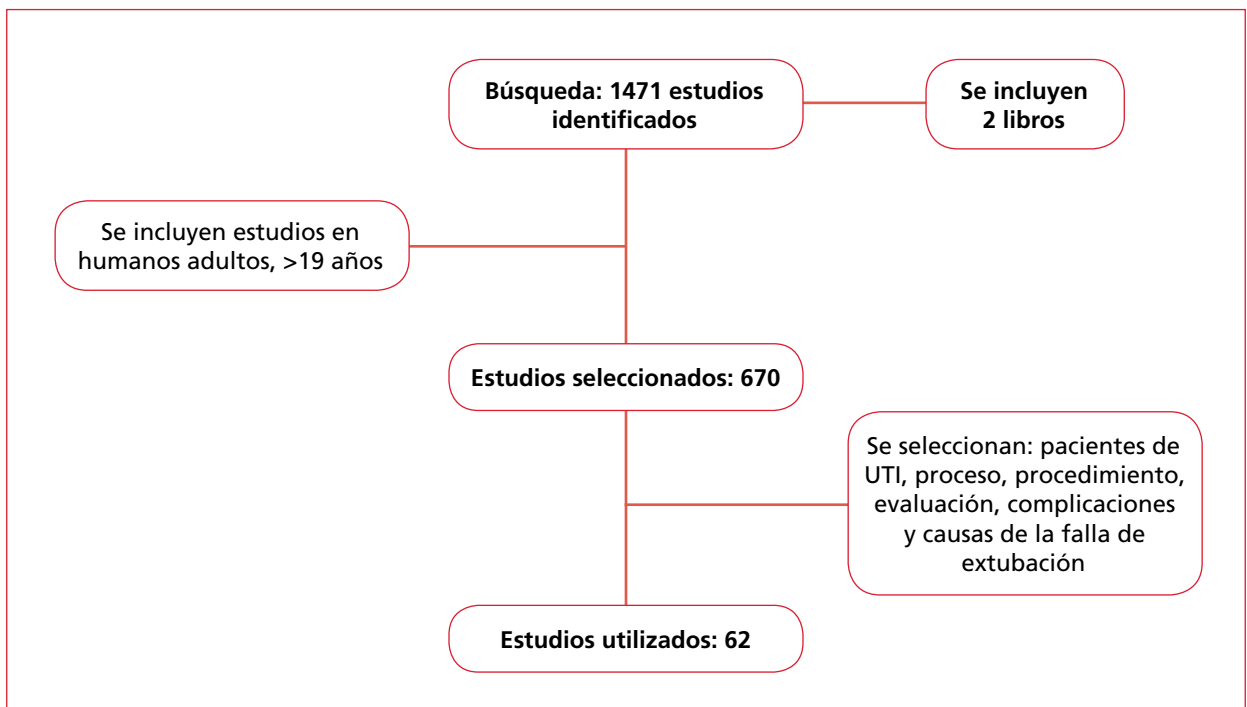 Búsqueda: 1471 estudios
identificados
Se incluyen
2 libros
Se incluyen estudios en
humanos adultos, >19 años
Estudios seleccionados: 670
Se seleccionan: pacientes de
UTI, proceso, procedimiento,
evaluación, complicaciones
y causas de la falla de
extubación
Estudios utilizados: 62